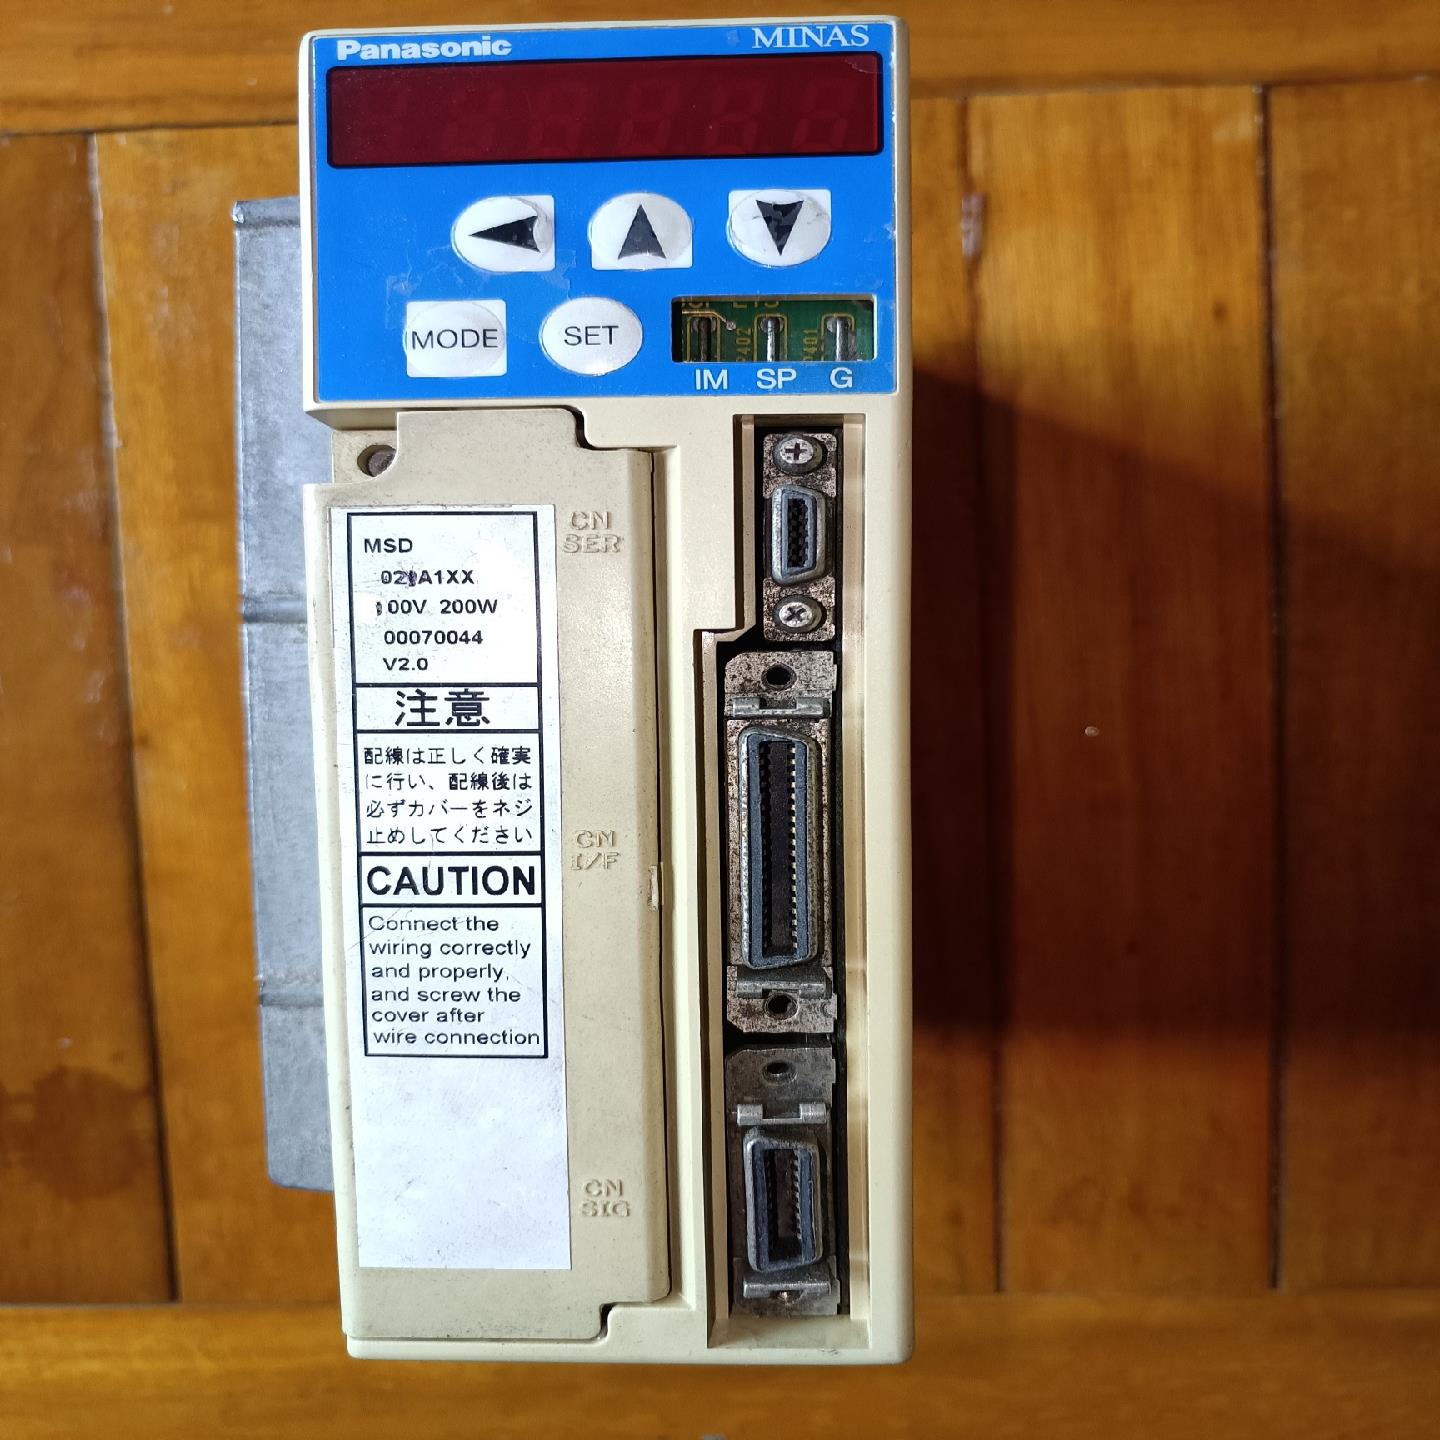 Panasonic MINAS
MODE SET
IM SP G
CN
SER
MSD
00V 200W
00070044
V2.0
注意
配線は正しく確実
に行い、配線後は
必ずカバーをネジ
止めしてください
CN
I/F
CAUTION
Connect the
wiring correctly
and properly,
and screw the
cover after
wire connection
CN
SIG